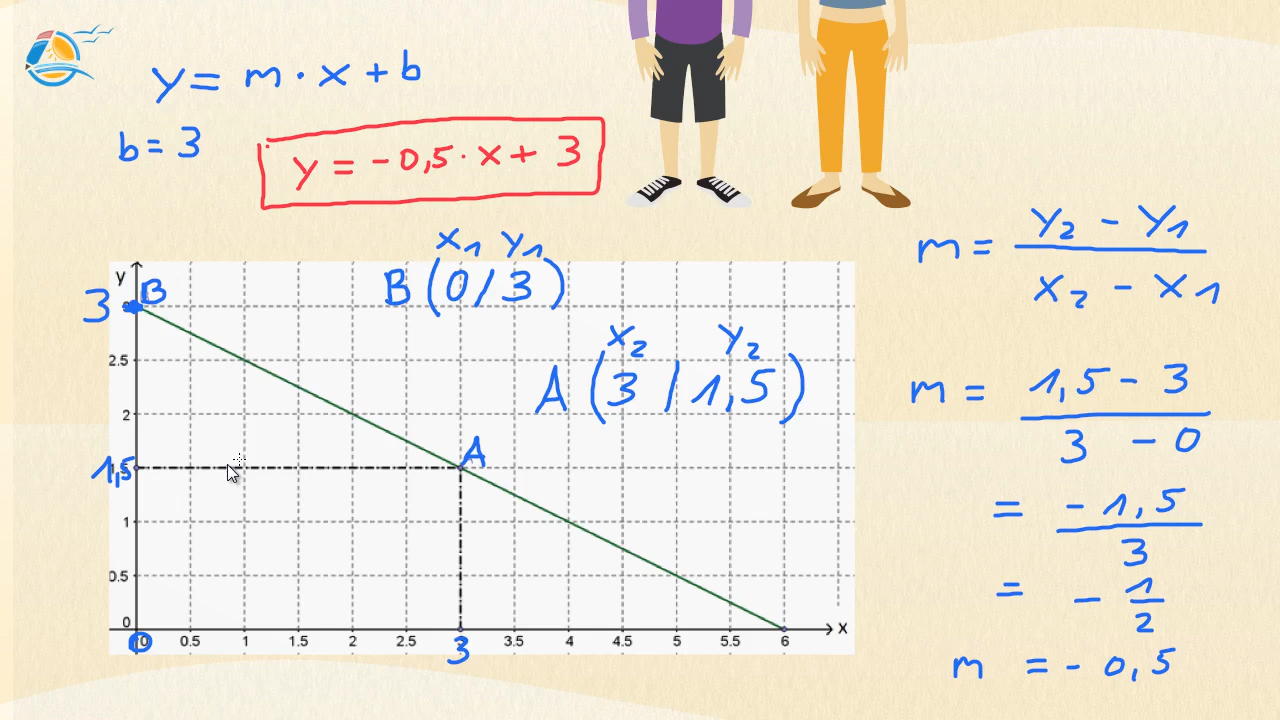 y = m · x + b
b = 3
y = -0,5 · x + 3
x₁ y₁
B (0 / 3)
x₂ y₂
A (3 | 1,5)
y
3 B
2.5
2
1,5 A
1
0.5
0
0 0.5 1 1.5 2 2.5 3 3.5 4 4.5 5 5.5 6 x
m = y₂ - y₁
x₂ - x₁
m = 1,5 - 3
3 - 0
= -1,5
3
= - 1
2
m = -0,5